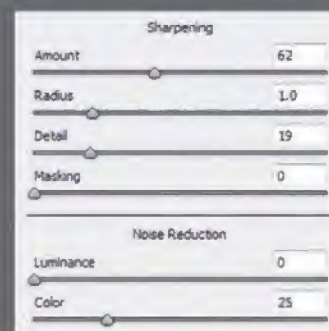 Sharpening
Amount 62
Radius 1.0
Detail 19
Masking 0
Noise Reduction
Luminance 0
Color 25